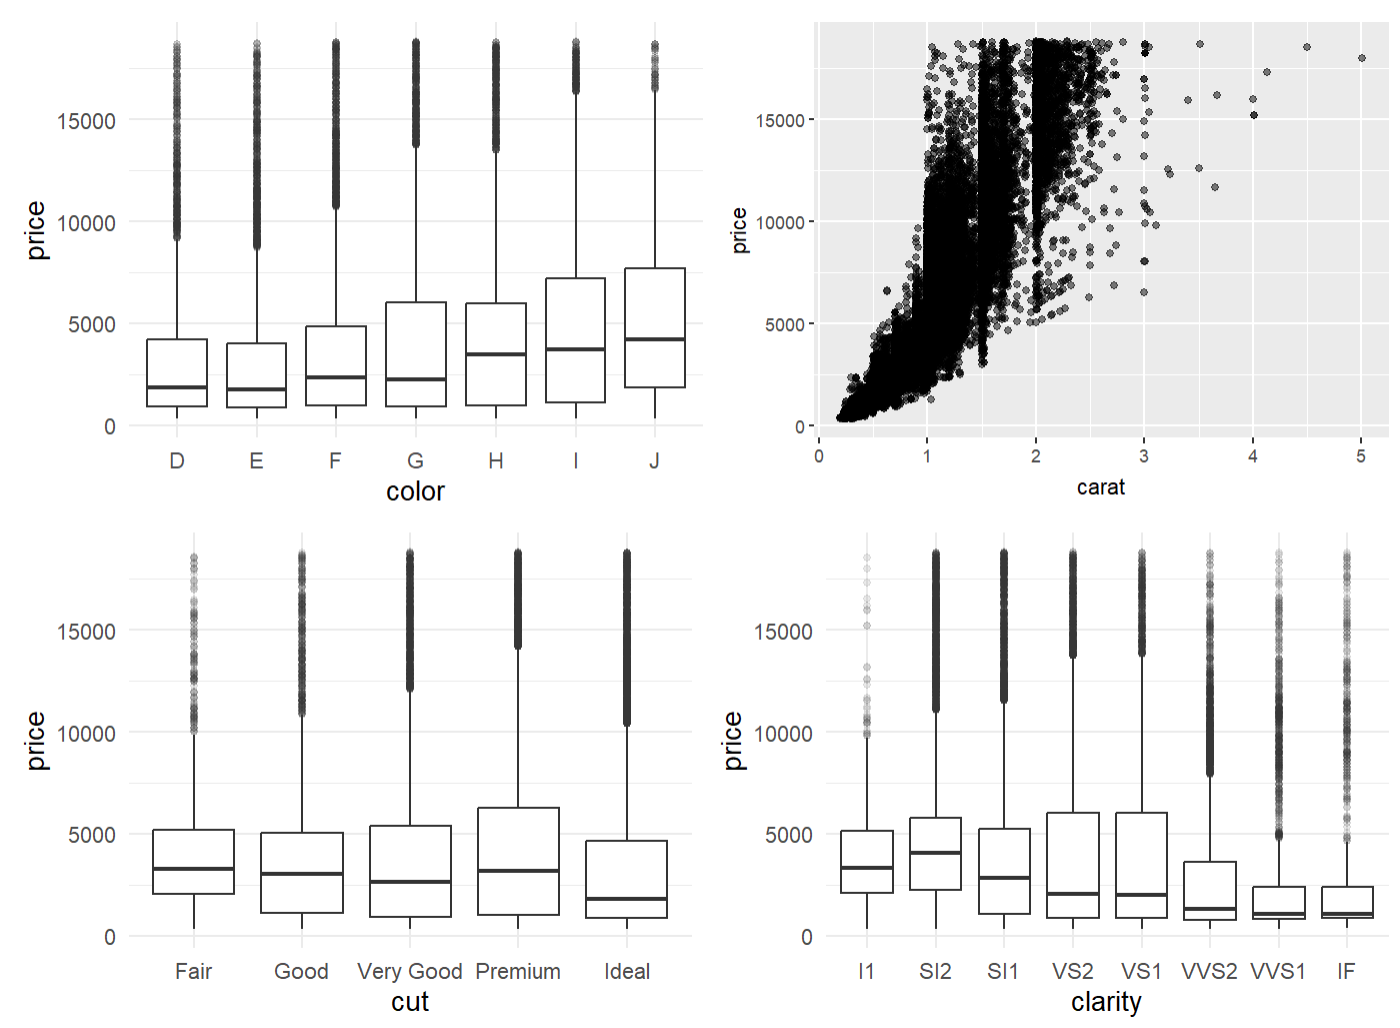 price
15000
10000
5000
0
D E F G H I J
color
price
15000
10000
5000
0
0 1 2 3 4 5
carat
price
15000
10000
5000
0
Fair Good Very Good Premium Ideal
cut
price
15000
10000
5000
0
I1 SI2 SI1 VS2 VS1 VVS2 VVS1 IF
clarity